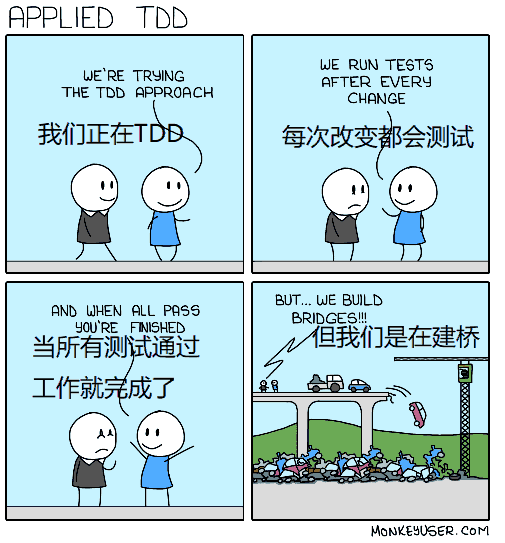 APPLIED TDD
WE'RE TRYING
THE TDD APPROACH
我们正在TDD
WE RUN TESTS
AFTER EVERY
CHANGE
每次改变都会测试
AND WHEN ALL PASS
YOU'RE FINISHED
当所有测试通过
工作就完成了
BUT... WE BUILD
BRIDGES!!!
但我们是在建桥
MONKEYUSER.COM